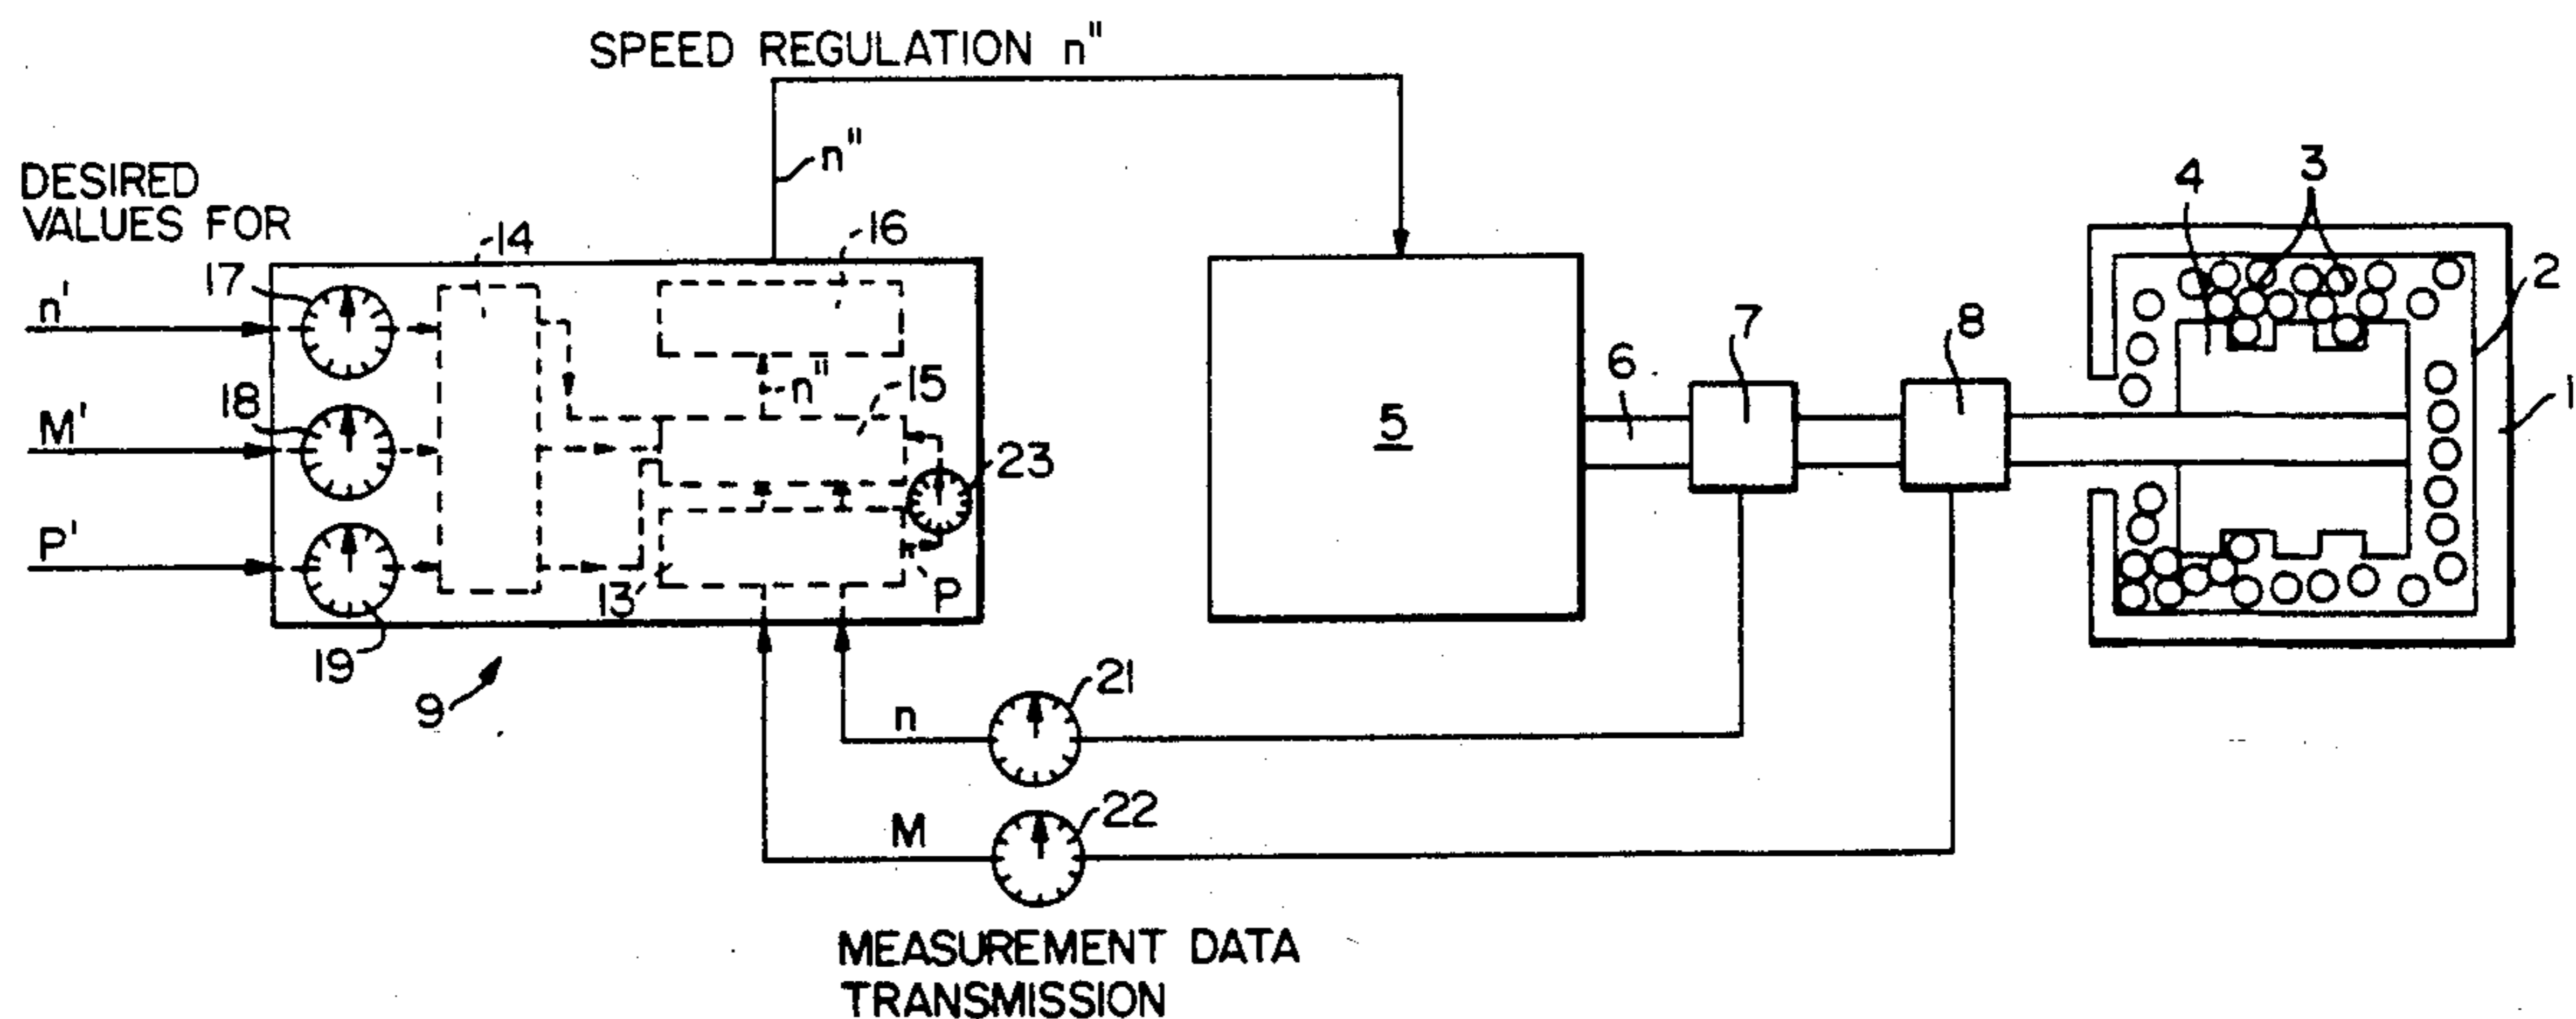 SPEED REGULATION n"
n"
DESIRED
VALUES FOR
n'
M'
P'
17
18
19
14
16
n"
15
23
13
P
9
5
6
7
8
4
3
2
1
n
21
M
22
MEASUREMENT DATA
TRANSMISSION